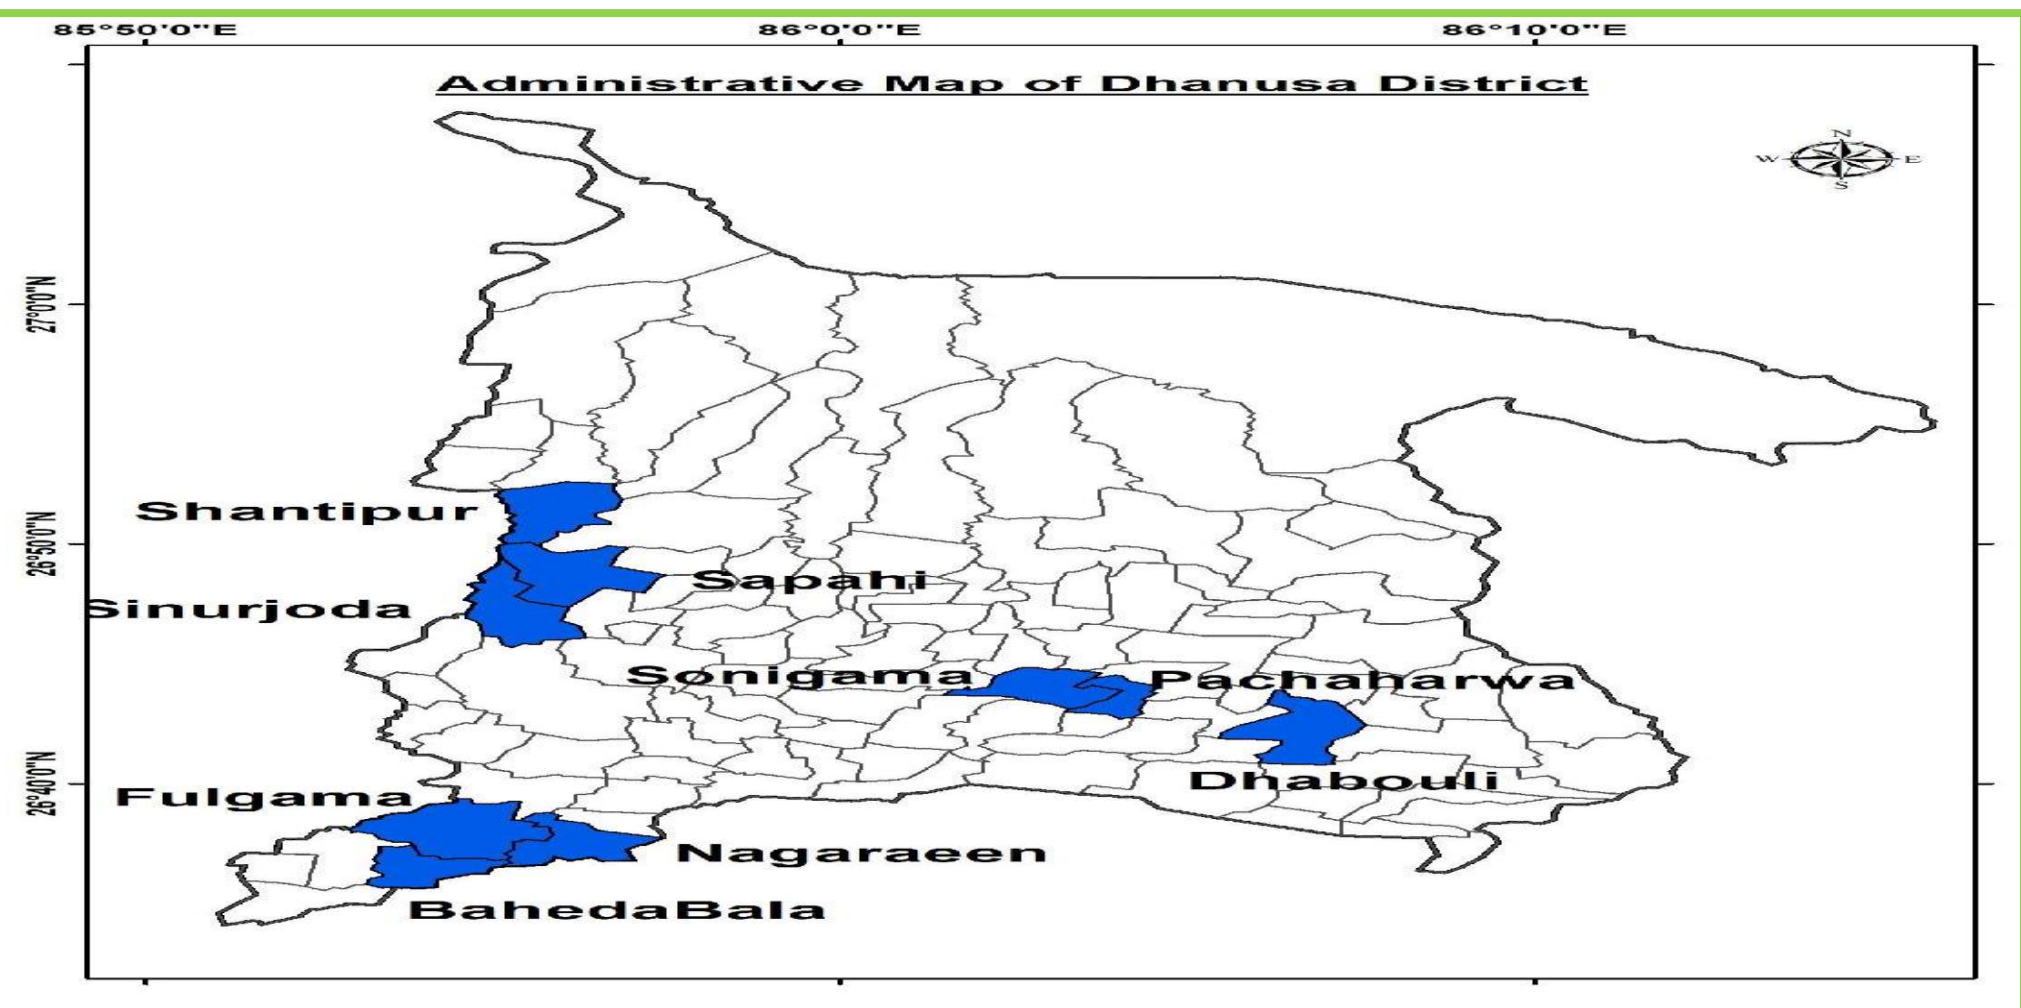 85°50'0"E 86°0'0"E 86°10'0"E
Administrative Map of Dhanusa District
N
W E
S
27°0'0"N
Shantipur
26°50'0"N
Sapahi
Sinurjoda
Sonigama Pachaharwa
Dhabouli
26°40'0"N
Fulgama
Nagaraeen
BahedaBala